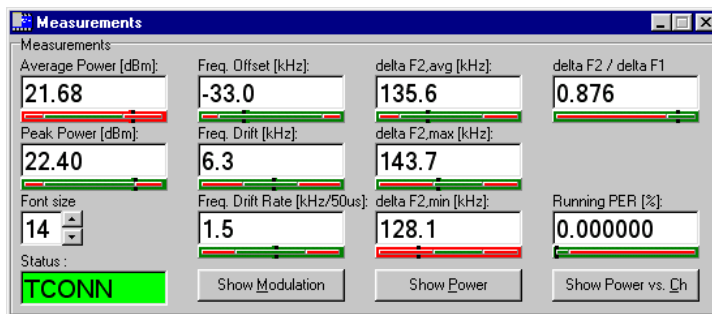 Measurements
Measurements
Average Power [dBm]: Freq. Offset [kHz]: delta F2,avg [kHz]: delta F2 / delta F1
21.68 -33.0 135.6 0.876
Peak Power [dBm]: Freq. Drift [kHz]: delta F2,max [kHz]:
22.40 6.3 143.7
Font size Freq. Drift Rate [kHz/50us]: delta F2,min [kHz]: Running PER [%]:
14 1.5 128.1 0.000000
Status :
TCONN Show Modulation Show Power Show Power vs. Ch